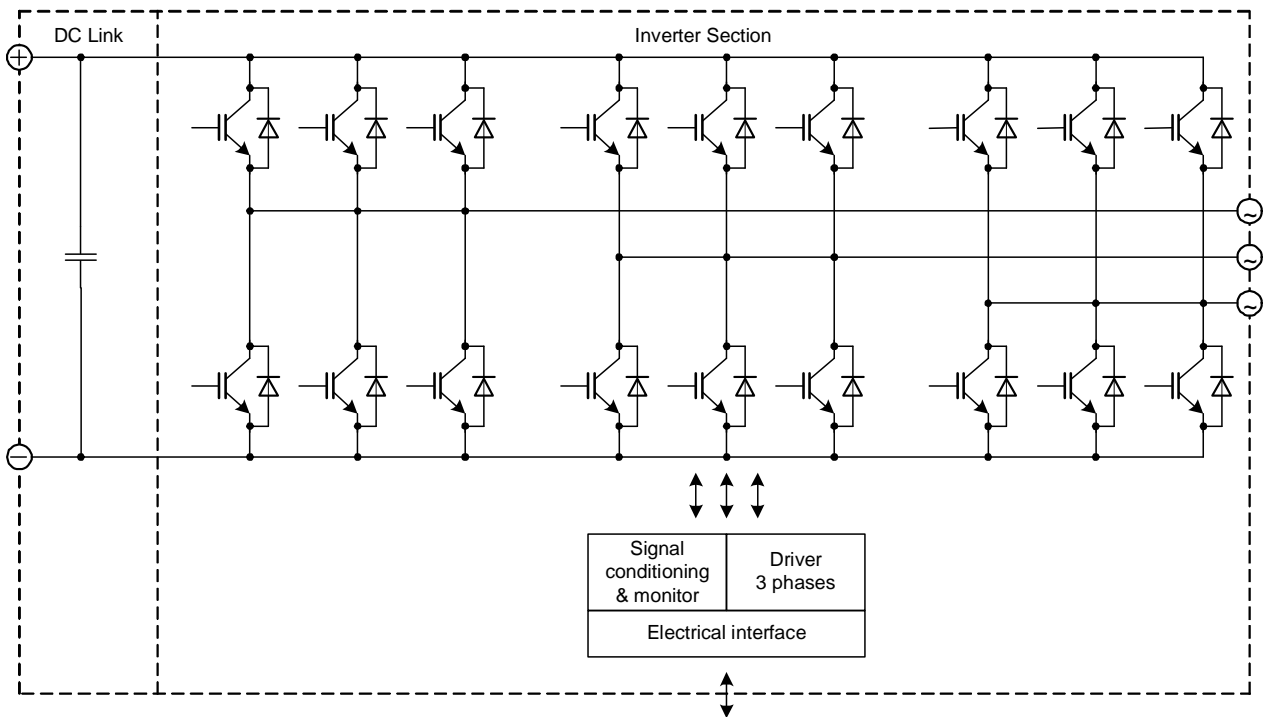 DC Link
Inverter Section
+
~
~
~
−
Signal
conditioning
& monitor
Driver
3 phases
Electrical interface